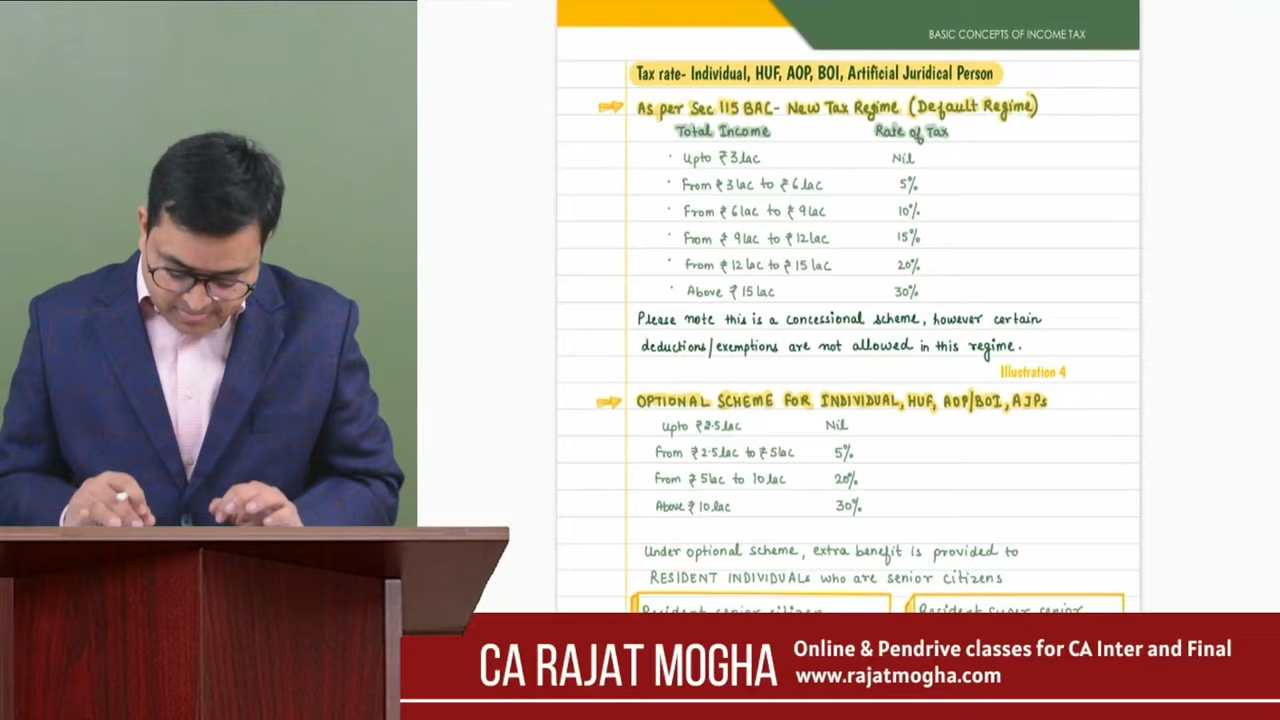 BASIC CONCEPTS OF INCOME TAX
Tax rate- Individual, HUF, AOP, BOI, Artificial Juridical Person
As per Sec 115 BAC- New Tax Regime (Default Regime)
Total Income Rate of Tax
Upto ₹3 lac Nil
From ₹3 lac to ₹6 lac 5%
From ₹6 lac to ₹9 lac 10%
From ₹9 lac to ₹12 lac 15%
From ₹12 lac to ₹15 lac 20%
Above ₹15 lac 30%
Please note this is a concessional scheme, however certain
deductions/exemptions are not allowed in this regime.
Illustration 4
OPTIONAL SCHEME FOR INDIVIDUAL, HUF, AOP/BOI, AJPs
Upto ₹2.5 lac Nil
From ₹2.5 lac to ₹5 lac 5%
From ₹5 lac to 10 lac 20%
Above ₹10 lac 30%
Under optional scheme, extra benefit is provided to
RESIDENT INDIVIDUALs who are senior citizens
Resident senior citizen Resident super senior
CA RAJAT MOGHA
Online & Pendrive classes for CA Inter and Final
www.rajatmogha.com